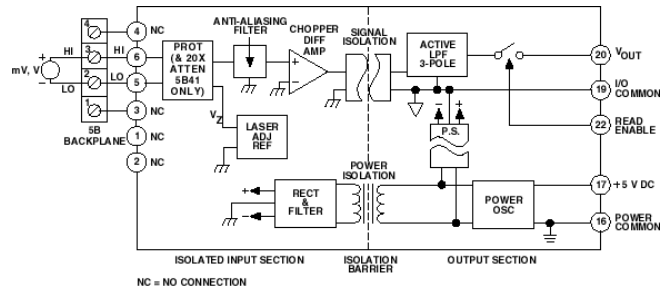 4
3
2
1
HI
LO
mV, V
+
−
5B
BACKPLANE
4
NC
HI
6
LO
5
3
NC
1
NC
2
NC
PROT
(& 20X
ATTEN
5B41
ONLY)
ANTI-ALIASING
FILTER
CHOPPER
DIFF
AMP
+
−
VZ
LASER
ADJ
REF
SIGNAL
ISOLATION
ACTIVE
LPF
3-POLE
20
VOUT
19
I/O
COMMON
22
READ
ENABLE
−
+
P.S.
POWER
ISOLATION
+
−
RECT
&
FILTER
POWER
OSC
17
+5 V DC
16
POWER
COMMON
ISOLATED INPUT SECTION
ISOLATION
BARRIER
OUTPUT SECTION
NC = NO CONNECTION